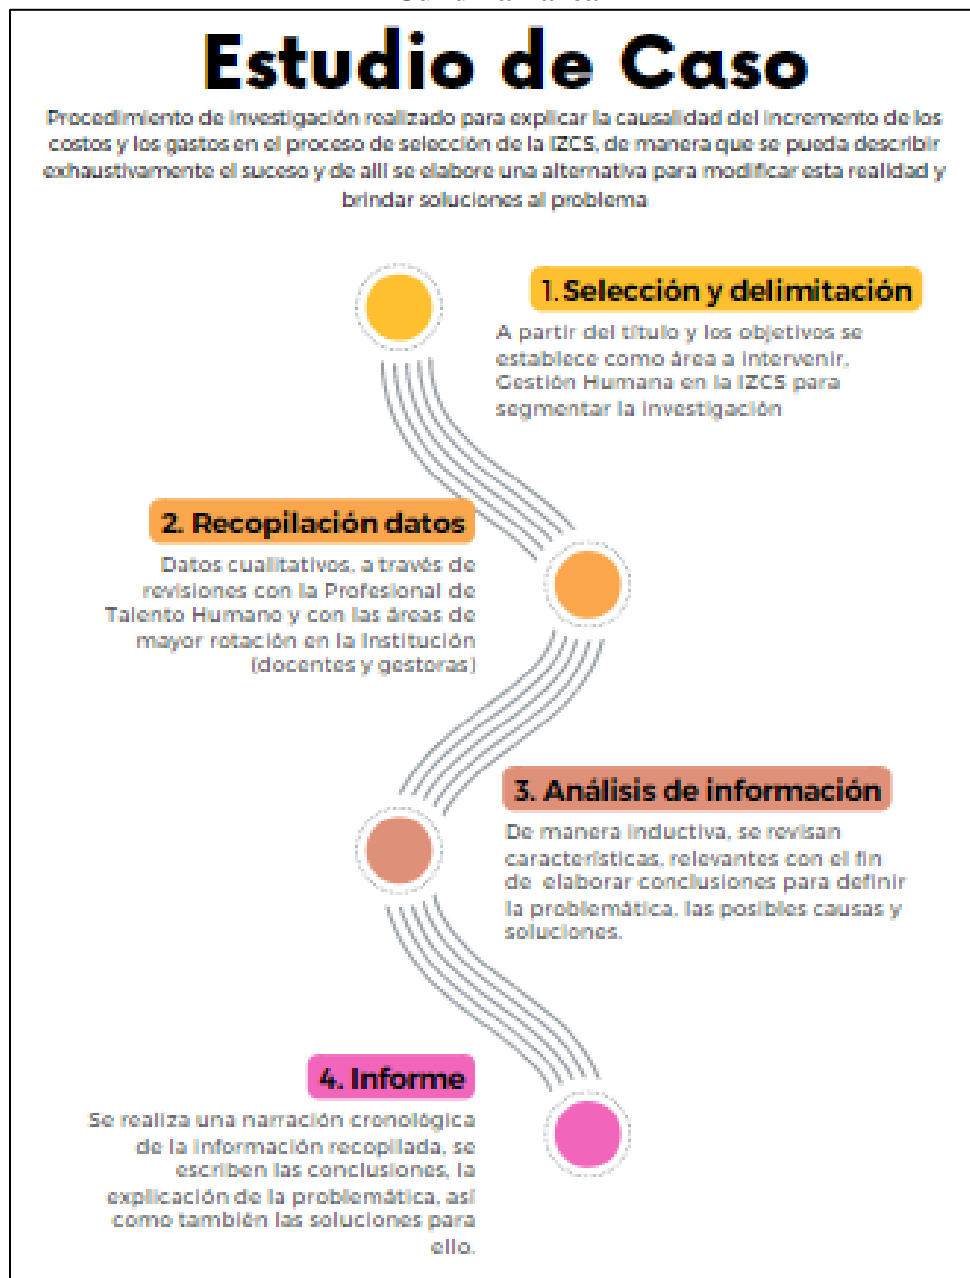 Estudio de Caso
Procedimiento de investigación realizado para explicar la causalidad del incremento de los
costos y los gastos en el proceso de selección de la IZCS, de manera que se pueda describir
exhaustivamente el suceso y de allí se elabore una alternativa para modificar esta realidad y
brindar soluciones al problema
1. Selección y delimitación
A partir del título y los objetivos se
establece como área a intervenir,
Gestión Humana en la IZCS para
segmentar la investigación
2. Recopilación datos
Datos cualitativos, a través de
revisiones con la Profesional de
Talento Humano y con las áreas de
mayor rotación en la Institución
(docentes y gestoras)
3. Análisis de información
De manera inductiva, se revisan
características, relevantes con el fin
de elaborar conclusiones para definir
la problemática, las posibles causas y
soluciones.
4. Informe
Se realiza una narración cronológica
de la información recopilada, se
escriben las conclusiones, la
explicación de la problemática, así
como también las soluciones para
ello.